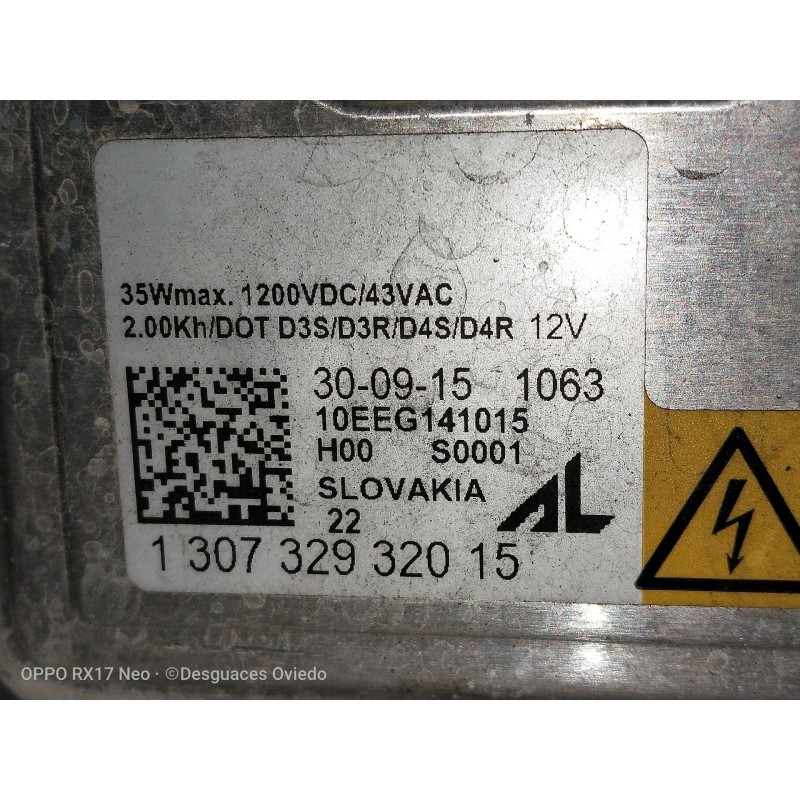 35Wmax. 1200VDC/43VAC
2.00Kh/DOT D3S/D3R/D4S/D4R 12V
30-09-15 1063
10EEG141015
H00 S0001
SLOVAKIA AL
22
1 307 329 320 15
OPPO RX17 Neo · ©Desguaces Oviedo